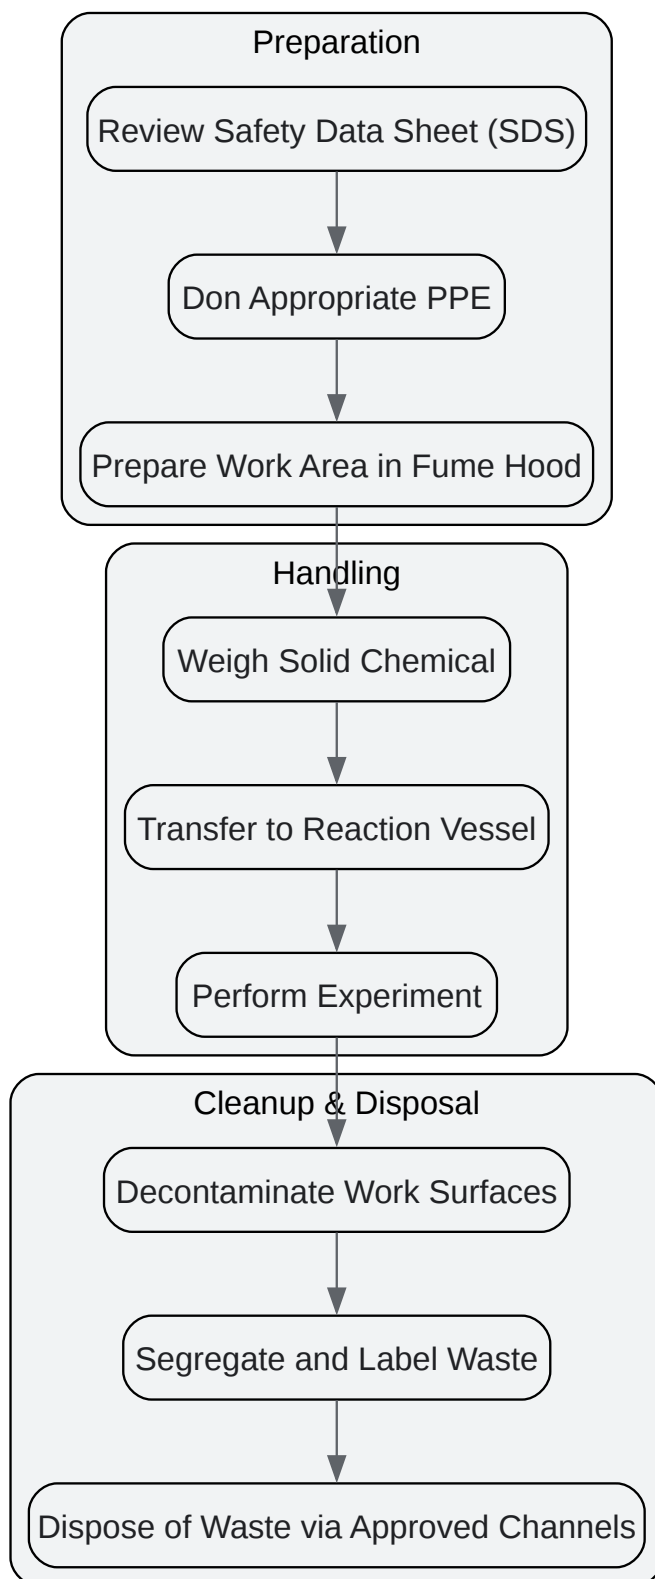 Preparation
Review Safety Data Sheet (SDS)
Don Appropriate PPE
Prepare Work Area in Fume Hood
Handling
Weigh Solid Chemical
Transfer to Reaction Vessel
Perform Experiment
Cleanup & Disposal
Decontaminate Work Surfaces
Segregate and Label Waste
Dispose of Waste via Approved Channels